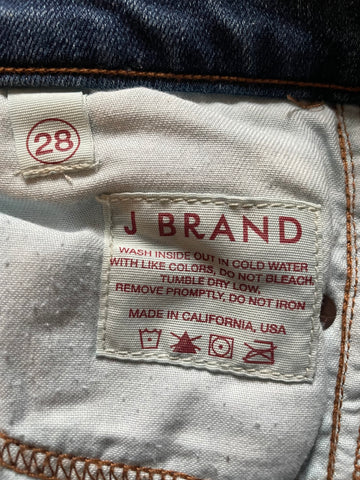 28
J BRAND
WASH INSIDE OUT IN COLD WATER
WITH LIKE COLORS, DO NOT BLEACH
TUMBLE DRY LOW.
REMOVE PROMPTLY, DO NOT IRON
MADE IN CALIFORNIA, USA